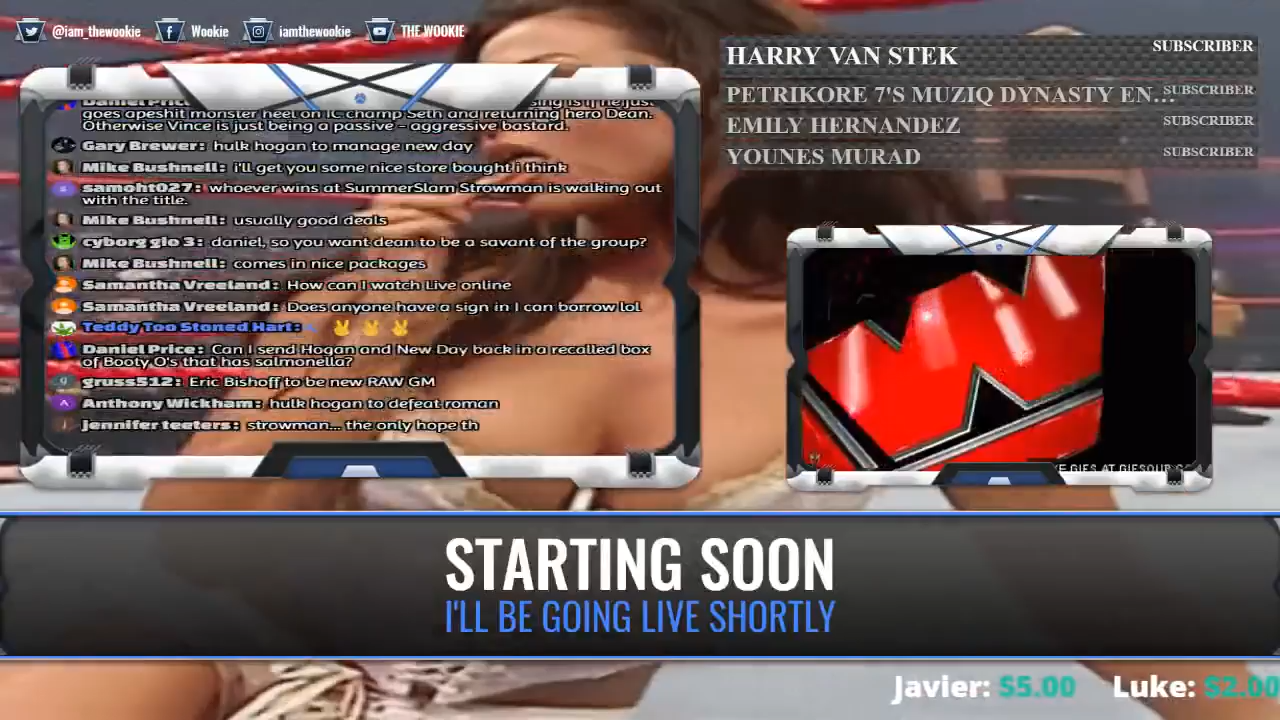 @iam_thewookie Wookie iamthewookie THE WOOKIE
HARRY VAN STEK SUBSCRIBER
PETRIKORE 7'S MUZIQ DYNASTY EN... SUBSCRIBER
EMILY HERNANDEZ SUBSCRIBER
YOUNES MURAD SUBSCRIBER
Daniel Price
goes apeshit monster heel on IC champ Seth and returning hero Dean.
Otherwise Vince is just being a passive - aggressive bastard.
Gary Brewer: hulk hogan to manage new day
Mike Bushnell: i'll get you some nice store bought i think
samoht027: whoever wins at SummerSlam Strowman is walking out
with the title.
Mike Bushnell: usually good deals
cyborg gio 3: daniel, so you want dean to be a savant of the group?
Mike Bushnell: comes in nice packages
Samantha Vreeland: How can I watch Live online
Samantha Vreeland: Does anyone have a sign in I can borrow lol
Teddy Too Stoned Hart: ✌ ✌ ✌
Daniel Price: Can I send Hogan and New Day back in a recalled box
of Booty O's that has salmonella?
gruss512: Eric Bishoff to be new RAW GM
Anthony Wickham: hulk hogan to defeat roman
jennifer teeters: strowman... the only hope th
GIFS AT GIFSOUP
STARTING SOON
I'LL BE GOING LIVE SHORTLY
Javier: $5.00 Luke: $2.00